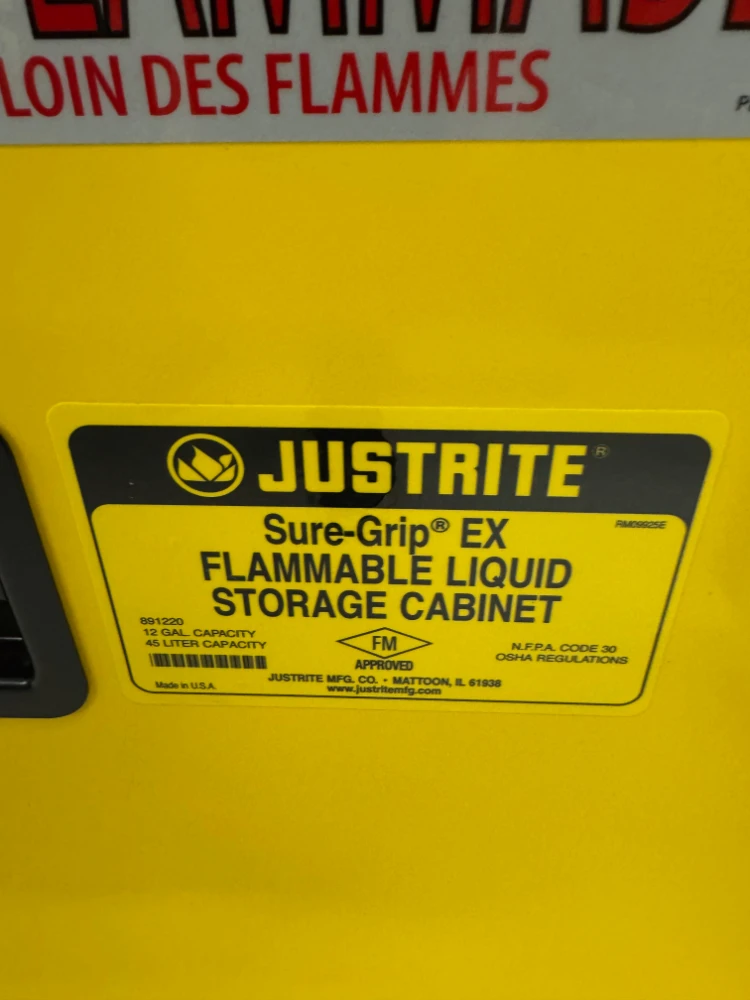 LOIN DES FLAMMES
JUSTRITE®
RM09925E
Sure-Grip® EX
FLAMMABLE LIQUID
STORAGE CABINET
891220
12 GAL. CAPACITY
45 LITER CAPACITY
FM
APPROVED
N.F.P.A. CODE 30
OSHA REGULATIONS
Made in U.S.A.
JUSTRITE MFG. CO. • MATTOON, IL 61938
www.justritemfg.com